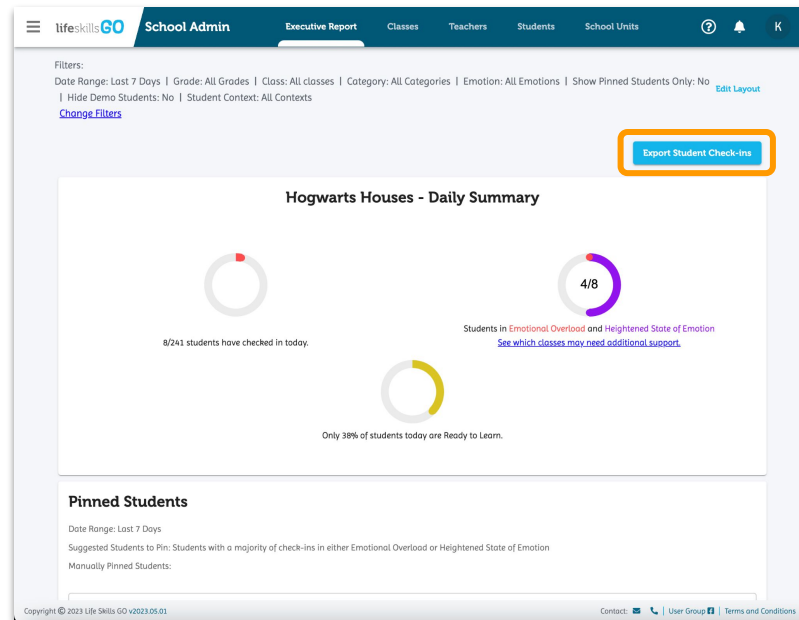 lifeskillsGO School Admin Executive Report Classes Teachers Students School Units ? K
Filters:
Date Range: Last 7 Days | Grade: All Grades | Class: All classes | Category: All Categories | Emotion: All Emotions | Show Pinned Students Only: No
| Hide Demo Students: No | Student Context: All Contexts
Edit Layout
Change Filters
Export Student Check-ins
Hogwarts Houses - Daily Summary
4/8
Students in Emotional Overload and Heightened State of Emotion
8/241 students have checked in today.
See which classes may need additional support.
Only 38% of students today are Ready to Learn.
Pinned Students
Date Range: Last 7 Days
Suggested Students to Pin: Students with a majority of check-ins in either Emotional Overload or Heightened State of Emotion
Manually Pinned Students:
Copyright © 2023 Life Skills GO v2023.05.01 Contact: | User Group | Terms and Conditions